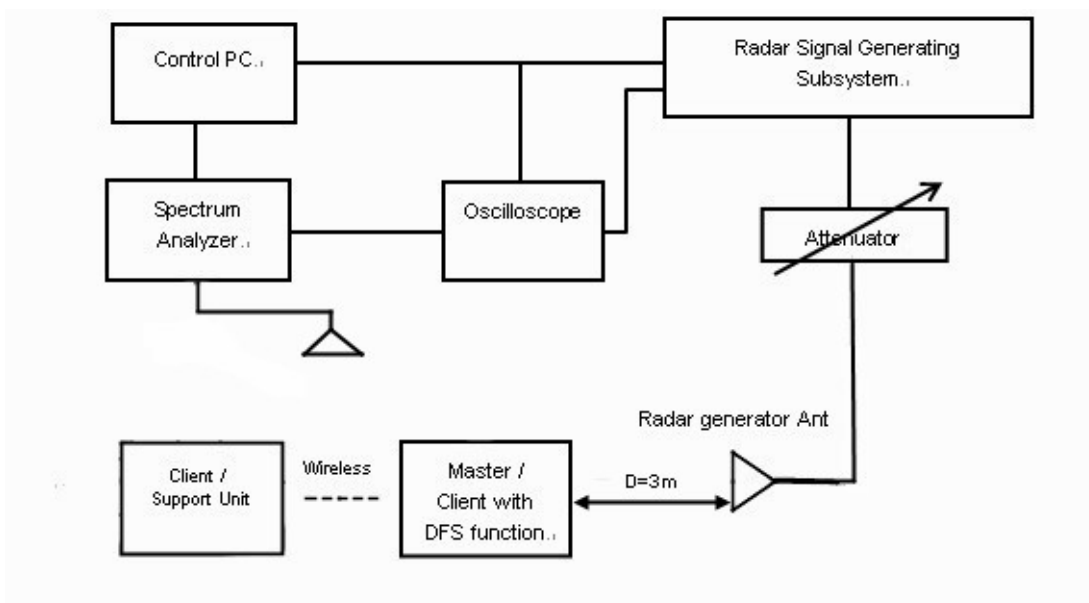 Control PC.
Radar Signal Generating
Subsystem.
Spectrum
Analyzer.
Oscilloscope
Attenuator
Radar generator Ant
Client /
Support Unit
Wireless
Master /
Client with
DFS function.
D=3m